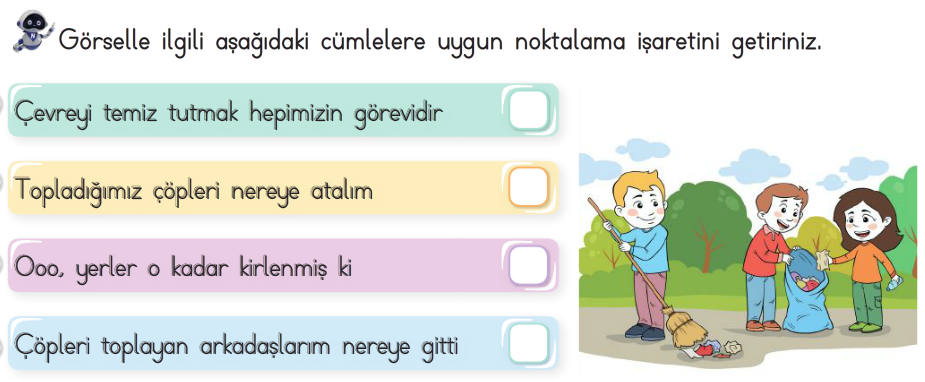 Görselle ilgili aşağıdaki cümlelere uygun noktalama işaretini getiriniz.
Çevreyi temiz tutmak hepimizin görevidir
Topladığımız çöpleri nereye atalım
Ooo, yerler o kadar kirlenmiş ki
Çöpleri toplayan arkadaşlarım nereye gitti